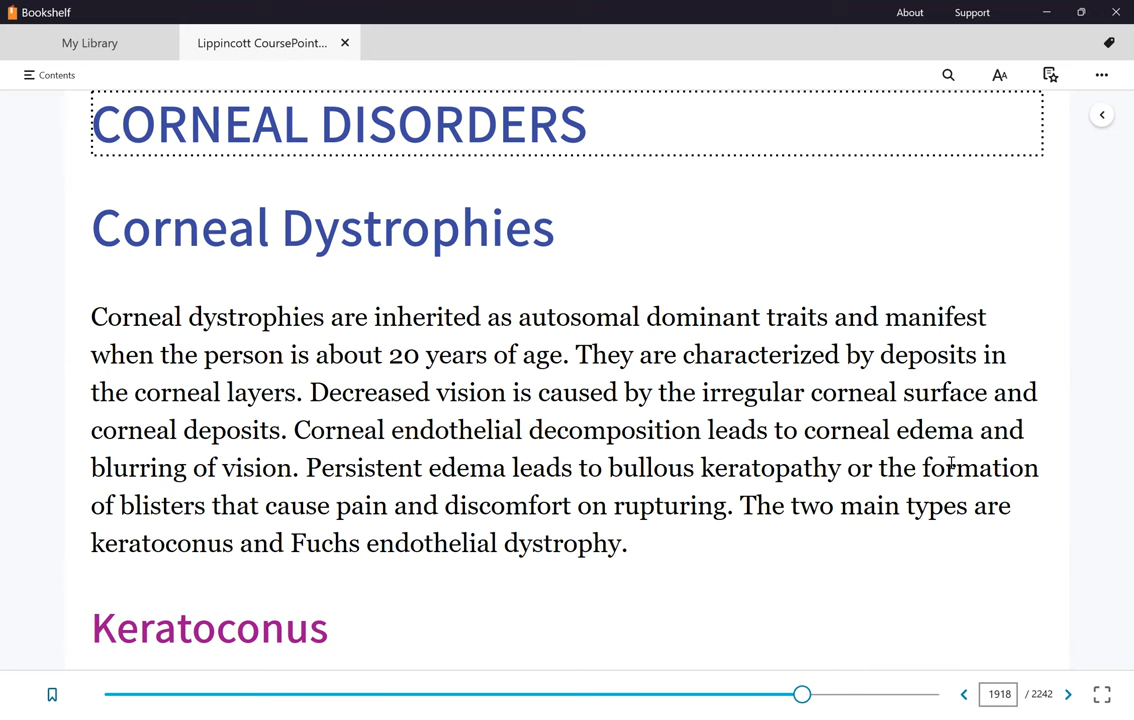 Bookshelf
About
Support
My Library
Lippincott CoursePoint...
Contents
AA
CORNEAL DISORDERS
Corneal Dystrophies
Corneal dystrophies are inherited as autosomal dominant traits and manifest
when the person is about 20 years of age. They are characterized by deposits in
the corneal layers. Decreased vision is caused by the irregular corneal surface and
corneal deposits. Corneal endothelial decomposition leads to corneal edema and
blurring of vision. Persistent edema leads to bullous keratopathy or the formation
of blisters that cause pain and discomfort on rupturing. The two main types are
keratoconus and Fuchs endothelial dystrophy.
Keratoconus
1918 / 2242